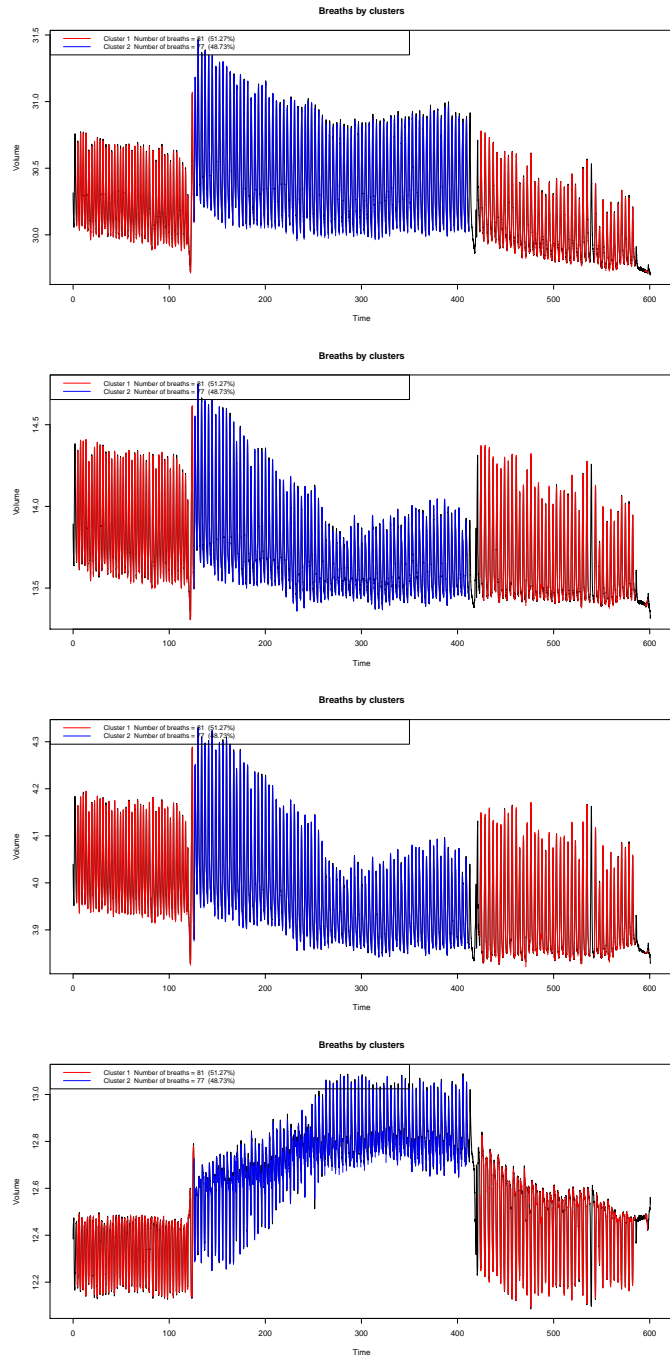 Breaths by clusters
Cluster 1 Number of breaths = 81 (51.27%)
Cluster 2 Number of breaths = 77 (48.73%)
Volume
31.5
31.0
30.5
30.0
0 100 200 300 400 500 600
Time
Breaths by clusters
Cluster 1 Number of breaths = 81 (51.27%)
Cluster 2 Number of breaths = 77 (48.73%)
Volume
14.5
14.0
13.5
0 100 200 300 400 500 600
Time
Breaths by clusters
Cluster 1 Number of breaths = 81 (51.27%)
Cluster 2 Number of breaths = 77 (48.73%)
Volume
4.3
4.2
4.1
4.0
3.9
0 100 200 300 400 500 600
Time
Breaths by clusters
Cluster 1 Number of breaths = 81 (51.27%)
Cluster 2 Number of breaths = 77 (48.73%)
Volume
13.0
12.8
12.6
12.4
12.2
0 100 200 300 400 500 600
Time